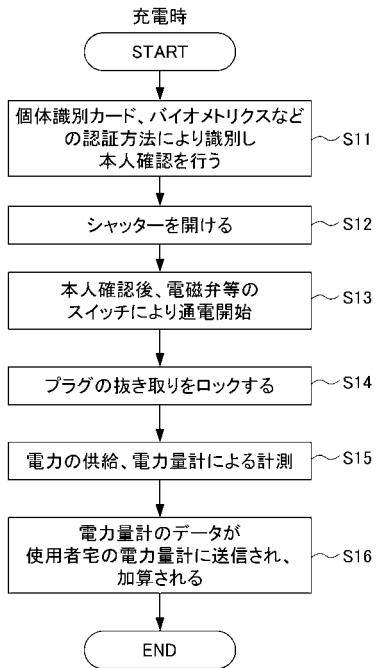 充電時
START
個体識別カード、バイオメトリクスなど
の認証方法により識別し
本人確認を行う
S11
シャッターを開ける
S12
本人確認後、電磁弁等の
スイッチにより通電開始
S13
プラグの抜き取りをロックする
S14
電力の供給、電力量計による計測
S15
電力量計のデータが
使用者宅の電力量計に送信され、
加算される
S16
END